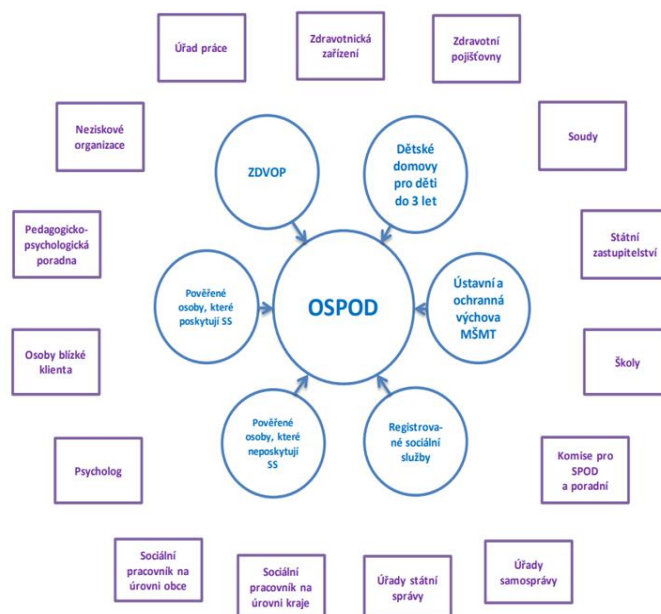 Úřad práce
Zdravotnická
zařízení
Zdravotní
pojišťovny
Neziskové
organizace
Soudy
ZDVOP
Dětské
domovy
pro děti
do 3 let
Pedagogicko-
psychologická
poradna
Státní
zastupitelství
Pověřené
osoby, které
poskytují SS
OSPOD
Ústavní a
ochranná
výchova
MŠMT
Osoby blízké
klienta
Školy
Pověřené
osoby, které
neposkytují
SS
Registrova-
né sociální
služby
Psycholog
Komise pro
SPOD
a poradní
Sociální
pracovník na
úrovni obce
Sociální
pracovník na
úrovni kraje
Úřady státní
správy
Úřady
samosprávy